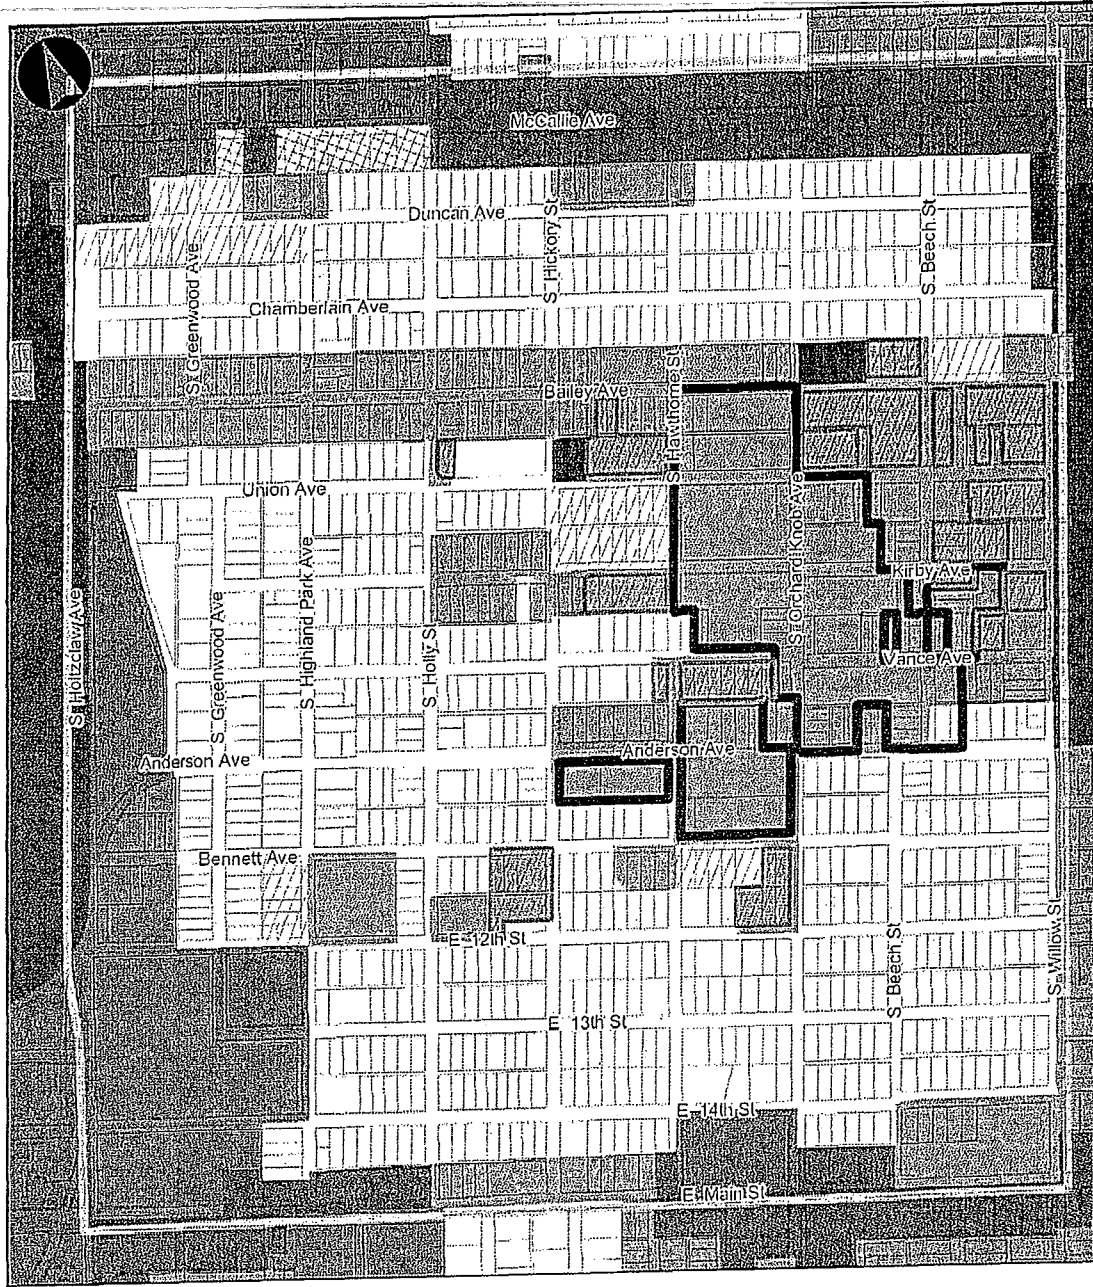 McCallie Ave
Duncan Ave
S. Hickory St
S. Beech St
S. Greenwood Ave
Chamberlain Ave
Bailey Ave
S. Hawthorne St
Union Ave
S. Orchard Knob Ave
Kirby Ave
S. Highland Park Ave
S. Holtzclaw Ave
S. Greenwood Ave
S. Holly St
Vance Ave
Anderson Ave
Anderson Ave
Bennett Ave
E. 12th St
S. Beech St
S. Willow St
E. 13th St
E. 14th St
E. Main St